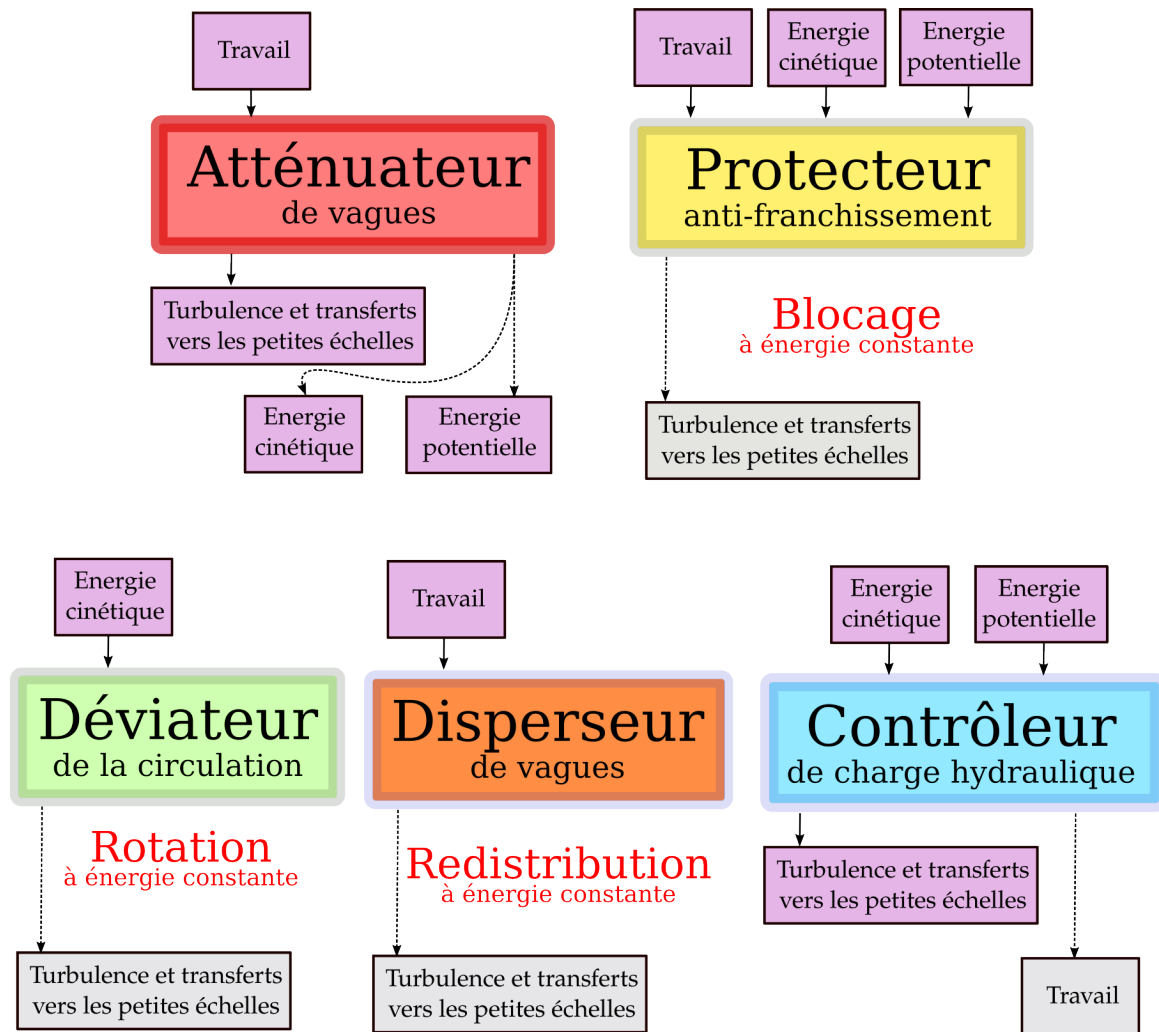 Travail
Atténuateur
de vagues
Turbulence et transferts
vers les petites échelles
Energie
cinétique
Energie
potentielle
Travail
Energie
cinétique
Energie
potentielle
Protecteur
anti-franchissement
Blocage
à énergie constante
Turbulence et transferts
vers les petites échelles
Energie
cinétique
Déviateur
de la circulation
Rotation
à énergie constante
Turbulence et transferts
vers les petites échelles
Travail
Disperseur
de vagues
Redistribution
à énergie constante
Turbulence et transferts
vers les petites échelles
Energie
cinétique
Energie
potentielle
Contrôleur
de charge hydraulique
Turbulence et transferts
vers les petites échelles
Travail